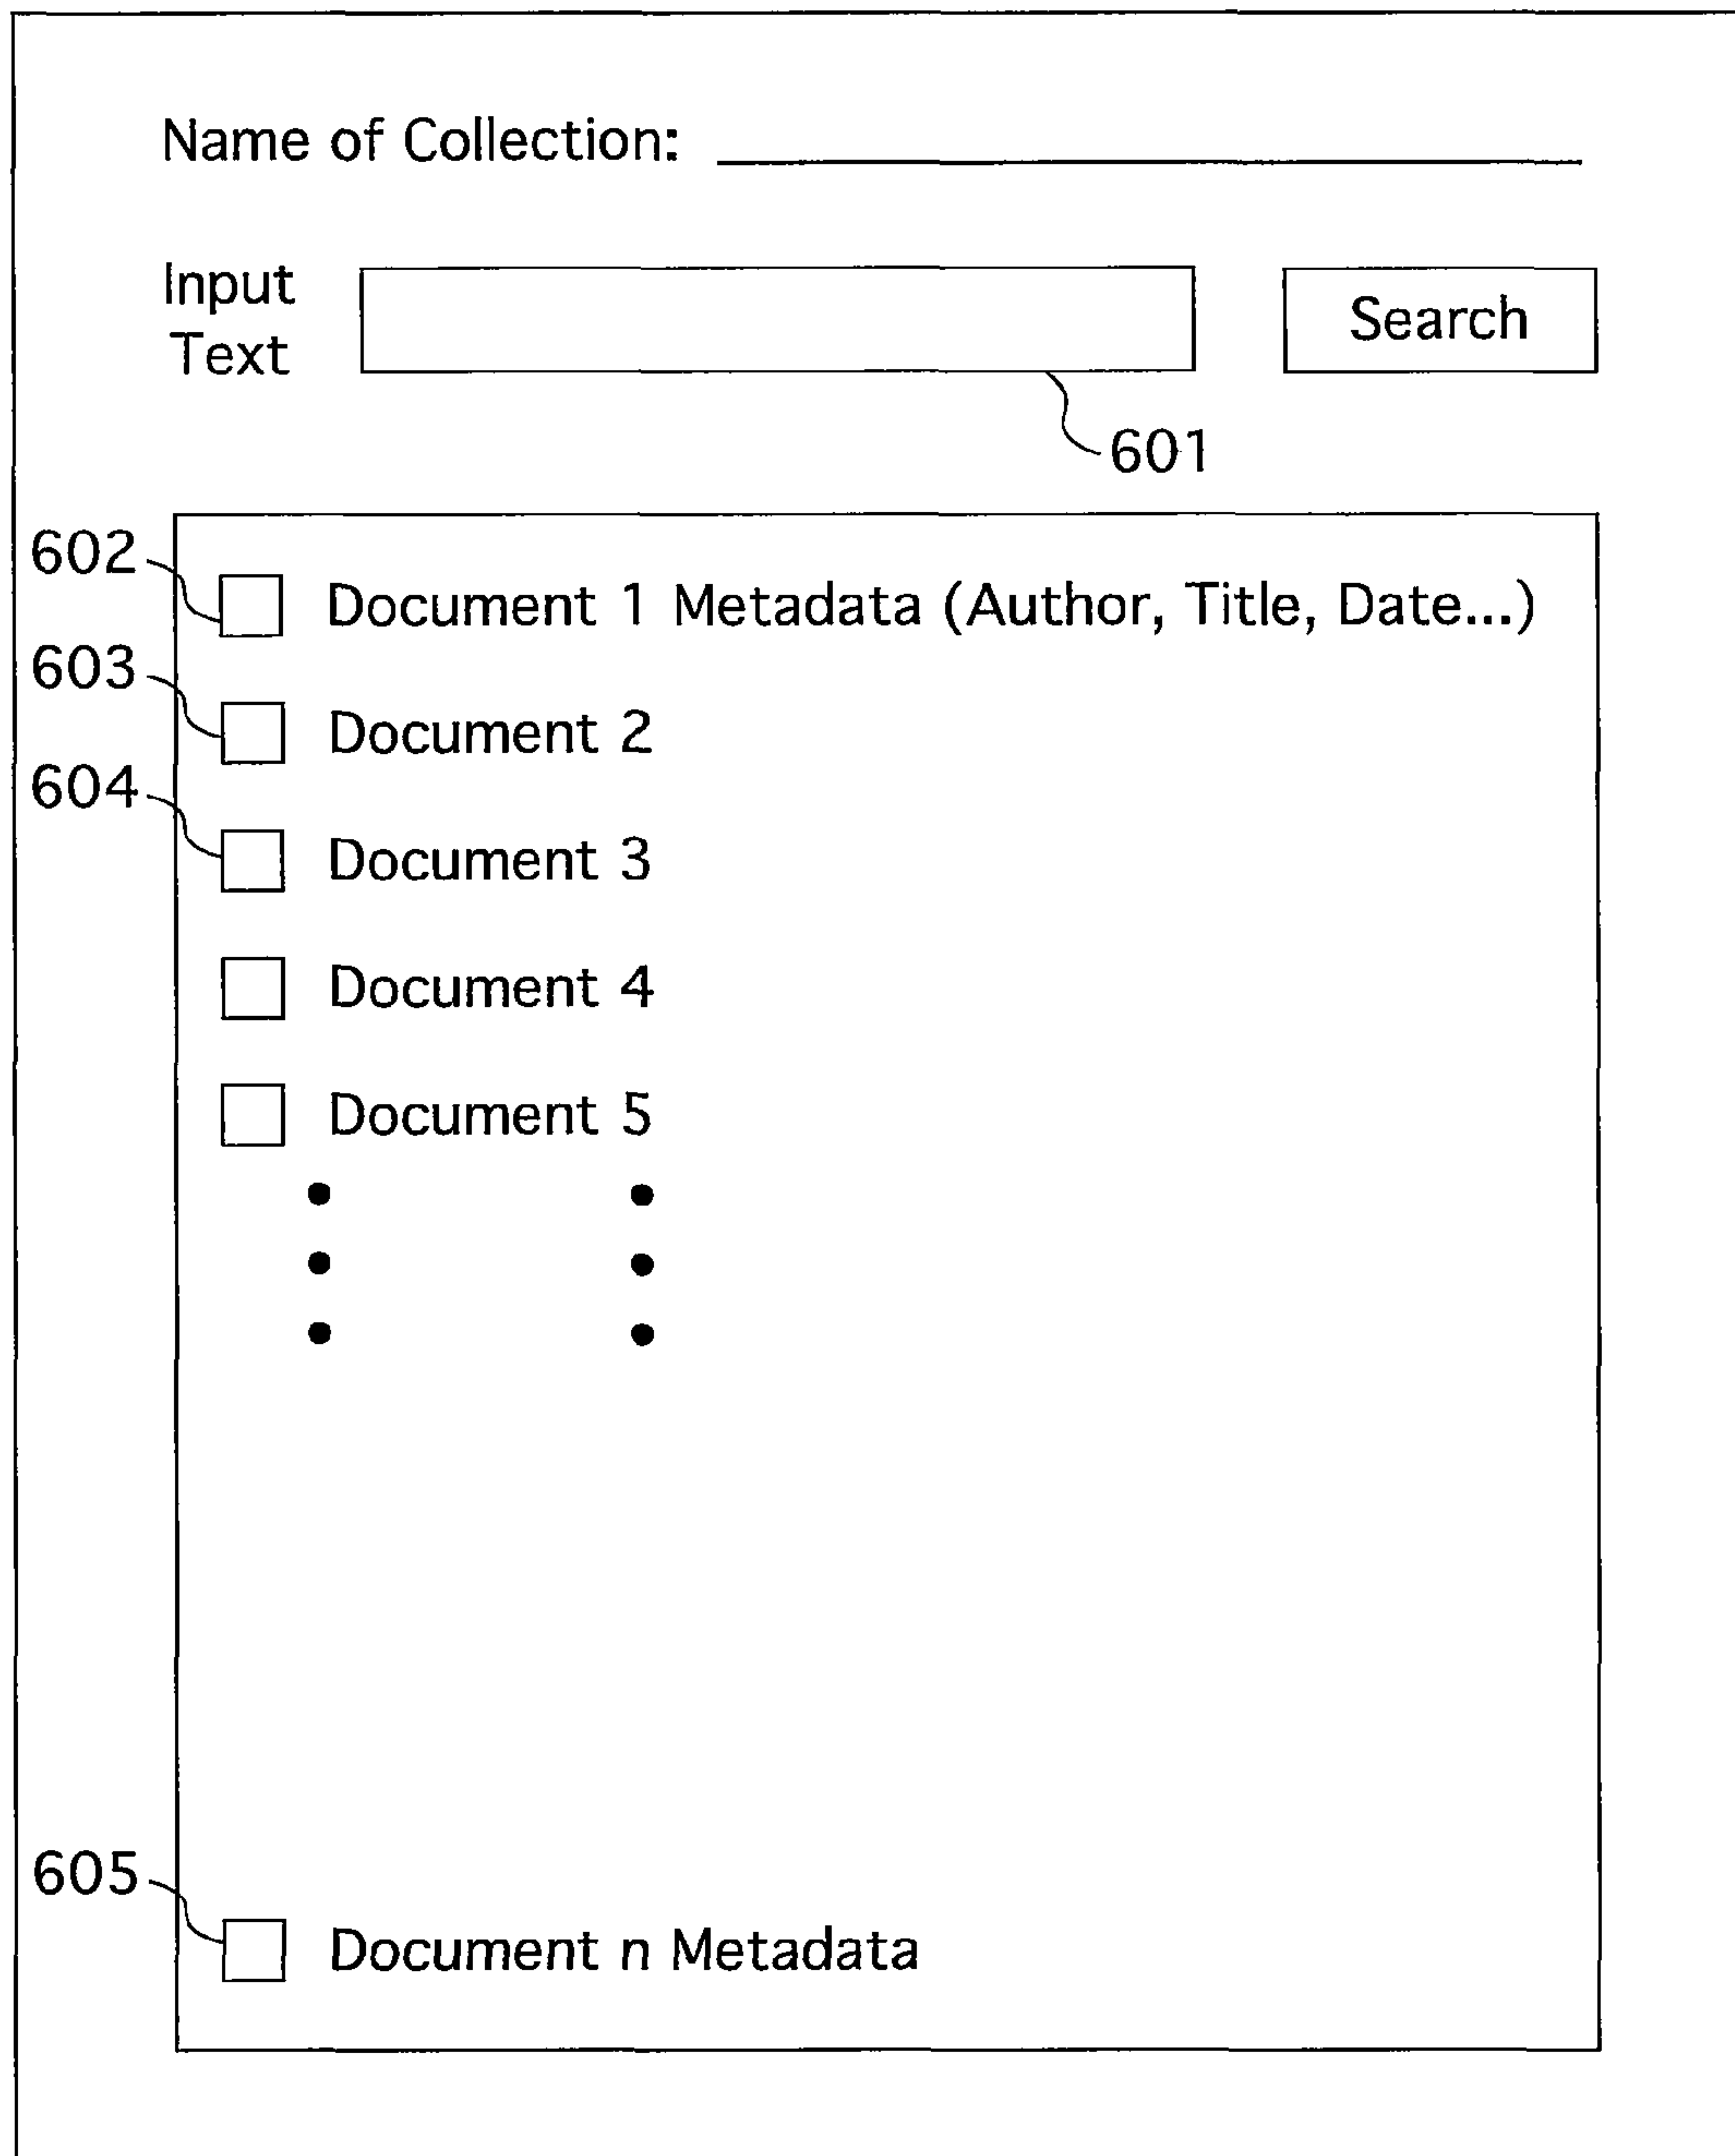 Name of Collection:
Input
Text
Search
601
602
Document 1 Metadata (Author, Title, Date...)
603
Document 2
604
Document 3
Document 4
Document 5
605
Document n Metadata